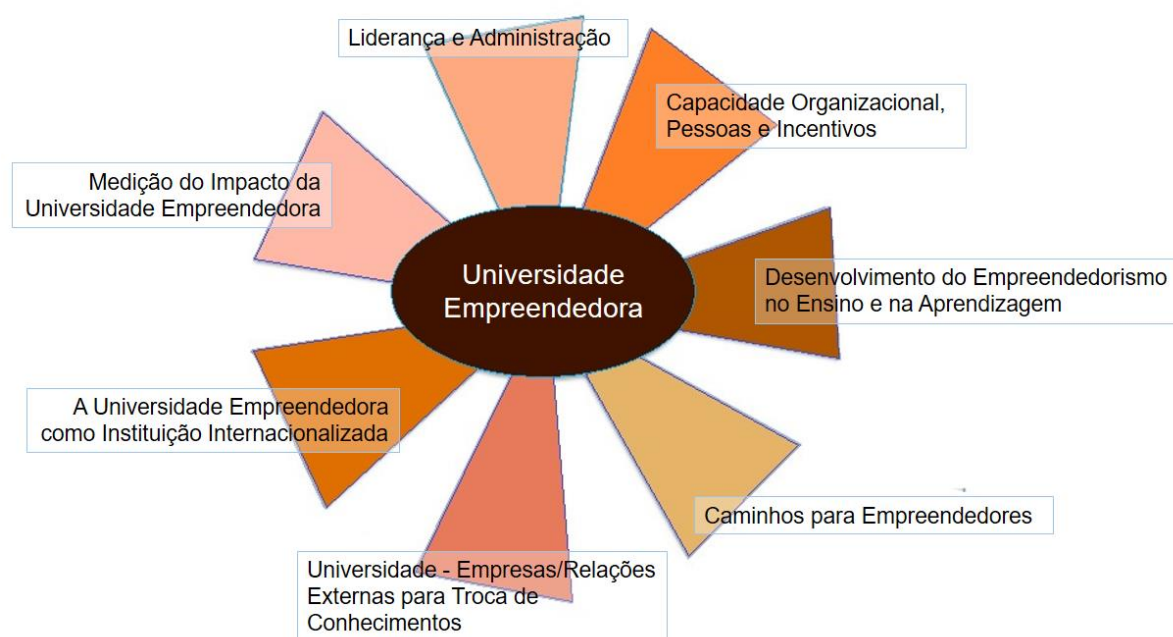 Liderança e Administração
Capacidade Organizacional,
Pessoas e Incentivos
Medição do Impacto da
Universidade Empreendedora
Universidade
Empreendedora
Desenvolvimento do Empreendedorismo
no Ensino e na Aprendizagem
A Universidade Empreendedora
como Instituição Internacionalizada
Caminhos para Empreendedores
Universidade - Empresas/Relações
Externas para Troca de
Conhecimentos